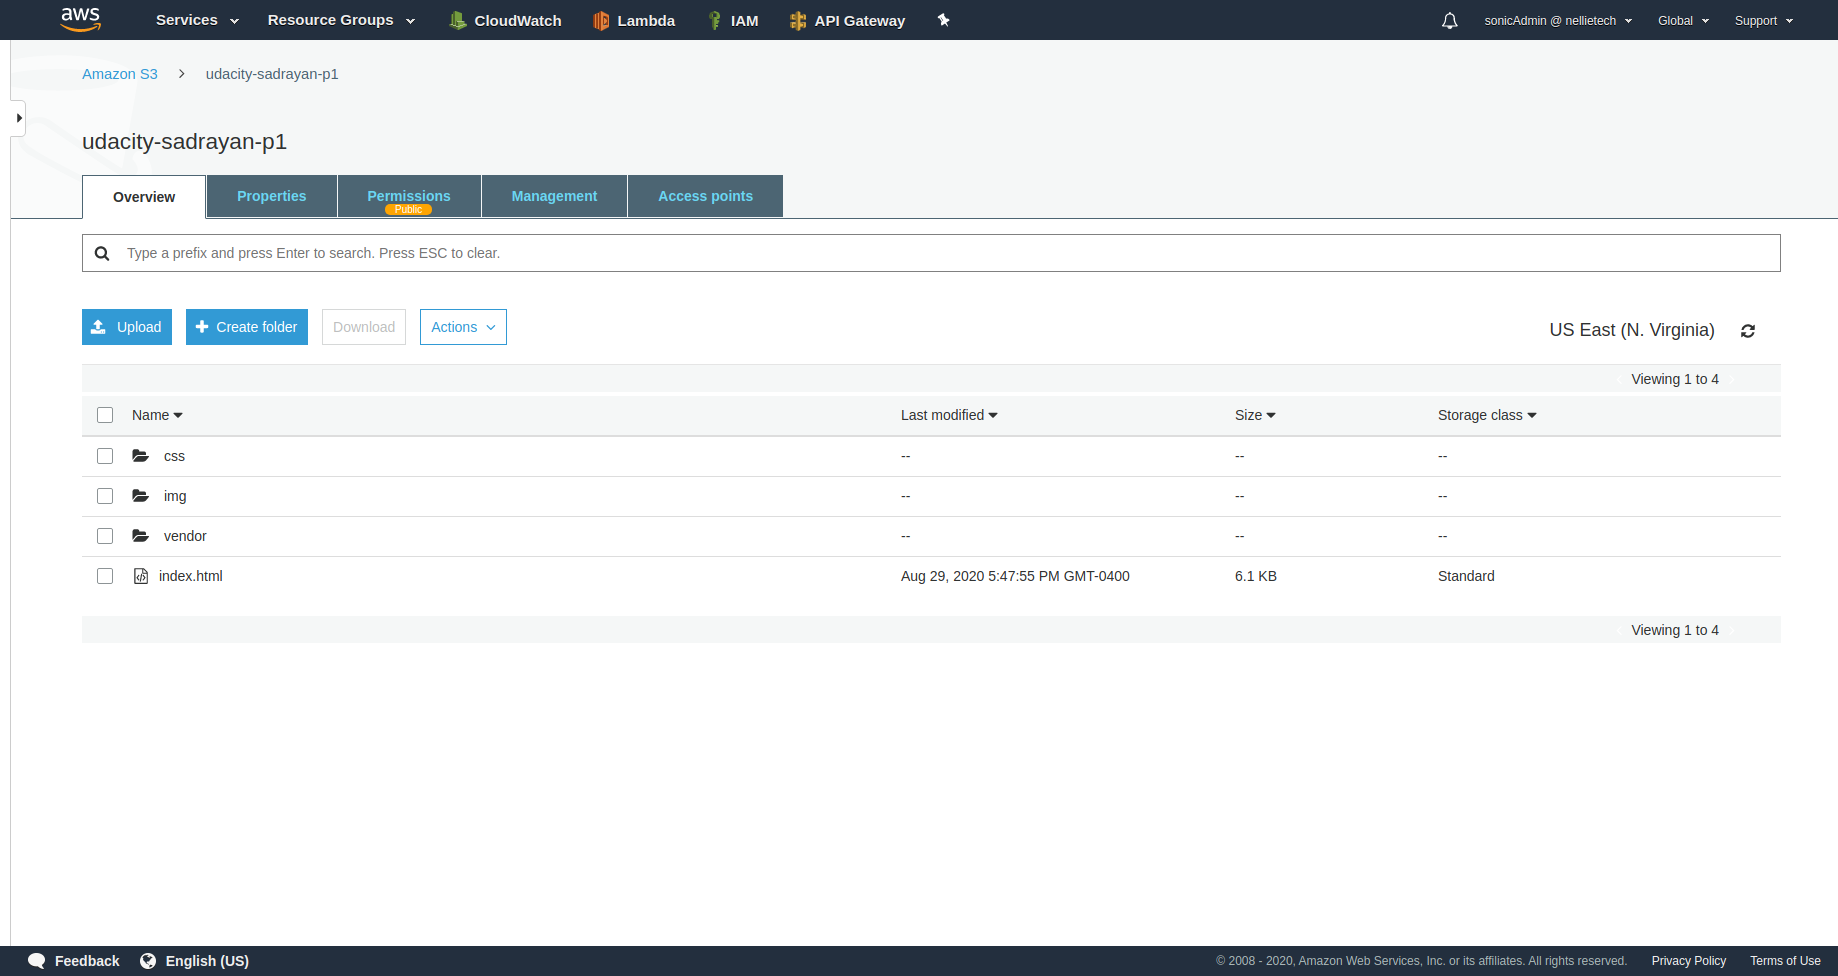 aws Services Resource Groups CloudWatch Lambda IAM API Gateway sonicAdmin @ nellietech Global Support
Amazon S3 > udacity-sadrayan-p1
udacity-sadrayan-p1
Overview Properties Permissions Management Access points
Public
Type a prefix and press Enter to search. Press ESC to clear.
Upload Create folder Download Actions US East (N. Virginia)
Viewing 1 to 4
Name Last modified Size Storage class
css -- -- --
img -- -- --
vendor -- -- --
index.html Aug 29, 2020 5:47:55 PM GMT-0400 6.1 KB Standard
Viewing 1 to 4
Feedback English (US) © 2008 - 2020, Amazon Web Services, Inc. or its affiliates. All rights reserved. Privacy Policy Terms of Use